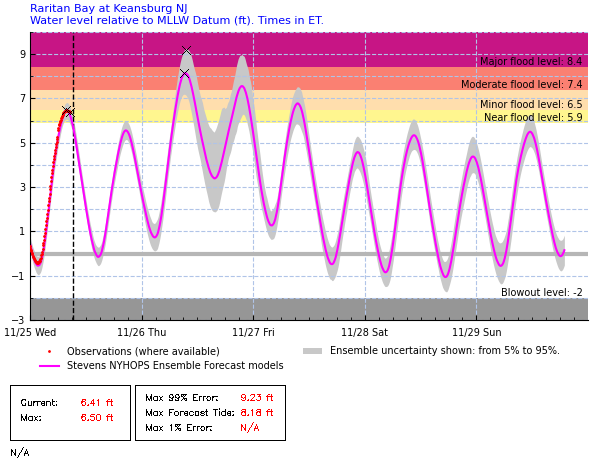 Raritan Bay at Keansburg NJ
Water level relative to MLLW Datum (ft). Times in ET.
9
7
5
3
1
−1
−3
Major flood level: 8.4
Moderate flood level: 7.4
Minor flood level: 6.5
Near flood level: 5.9
Blowout level: -2
11/25 Wed
11/26 Thu
11/27 Fri
11/28 Sat
11/29 Sun
Observations (where available)
Stevens NYHOPS Ensemble Forecast models
Ensemble uncertainty shown: from 5% to 95%.
Current: 6.41 ft
Max: 6.50 ft
Max 99% Error: 9.23 ft
Max Forecast Tide: 8.18 ft
Max 1% Error: N/A
N/A